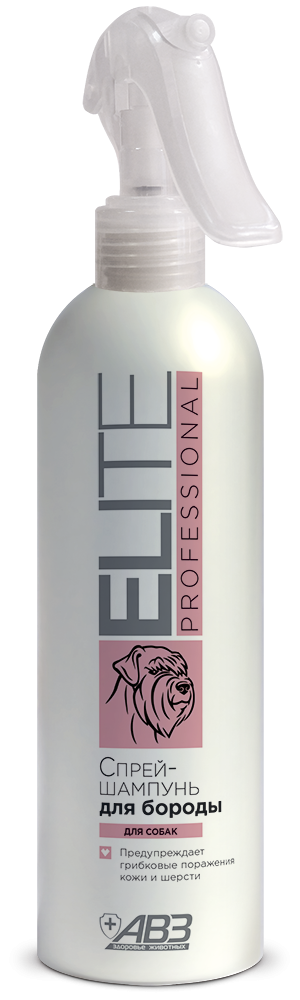 ELITE
PROFESSIONAL
СПРЕЙ-
ШАМПУНЬ
для бороды
ДЛЯ СОБАК
Предупреждает
грибковые поражения
кожи и шерсти
АВЗ
здоровье животных